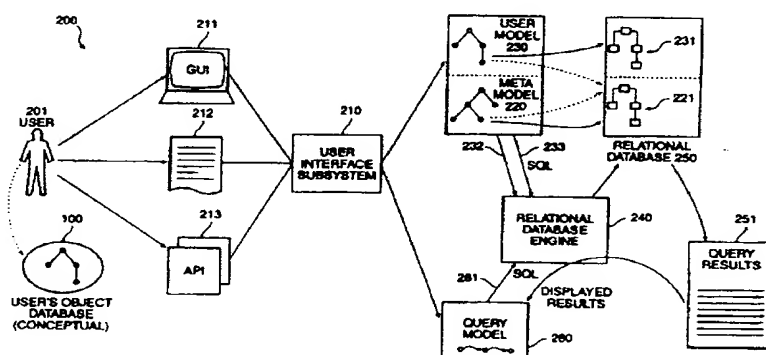 200
211
GUI
201
USER
212
213
API
100
USER'S OBJECT
DATABASE
(CONCEPTUAL)
210
USER
INTERFACE
SUBSYSTEM
USER
MODEL
230
META
MODEL
220
231
221
RELATIONAL
DATABASE 250
232
233
SQL
RELATIONAL
DATABASE
ENGINE
240
261
SQL
DISPLAYED
RESULTS
QUERY
MODEL
260
251
QUERY
RESULTS